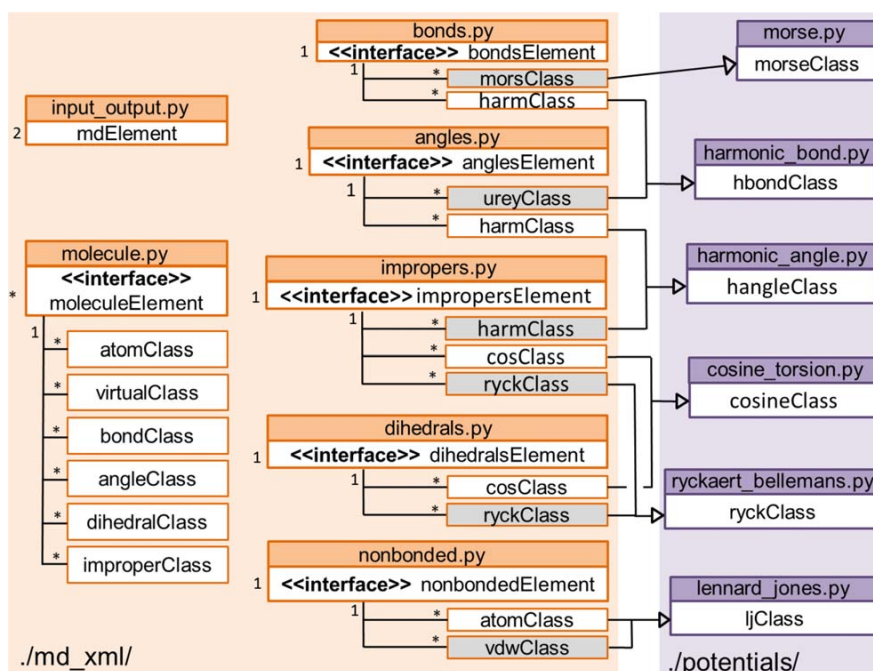 input_output.py
2
mdElement
molecule.py
<<interface>>
moleculeElement
*
1
*
atomClass
*
virtualClass
*
bondClass
*
angleClass
*
dihedralClass
*
improperClass
./md_xml/
bonds.py
1
<<interface>> bondsElement
1
*
morsClass
*
harmClass
angles.py
1
<<interface>> anglesElement
1
*
ureyClass
*
harmClass
impropers.py
1
<<interface>> impropersElement
1
*
harmClass
*
cosClass
*
ryckClass
dihedrals.py
1
<<interface>> dihedralsElement
1
*
cosClass
*
ryckClass
nonbonded.py
1
<<interface>> nonbondedElement
1
*
atomClass
*
vdwClass
morse.py
morseClass
harmonic_bond.py
hbondClass
harmonic_angle.py
hangleClass
cosine_torsion.py
cosineClass
ryckaert_bellemans.py
ryckClass
lennard_jones.py
ljClass
./potentials/